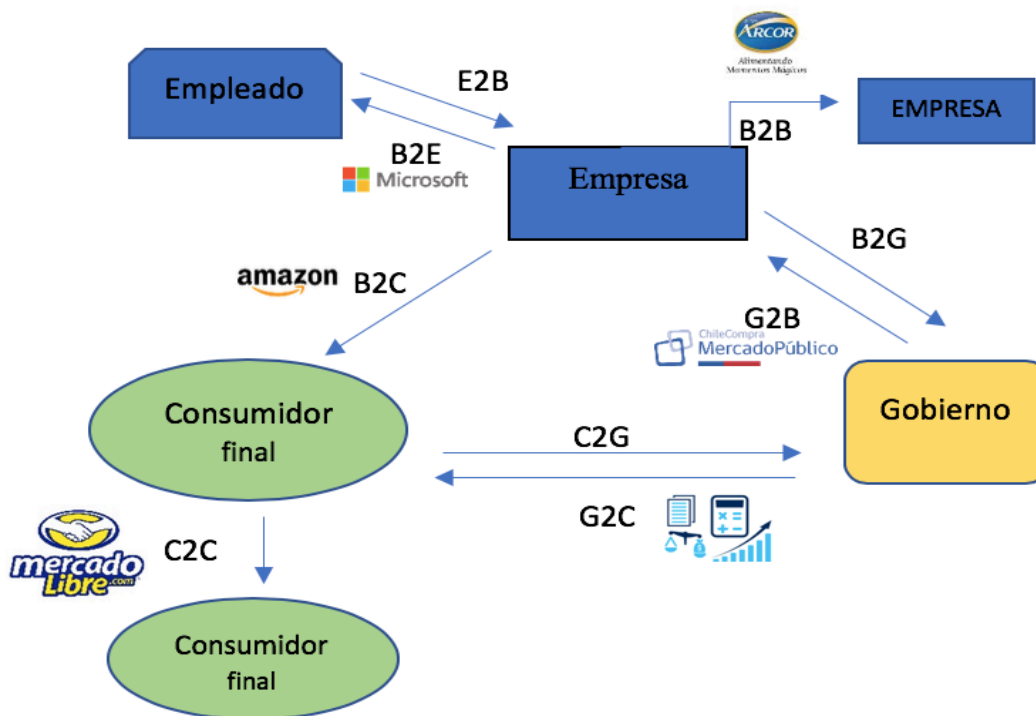 ARCOR
Alimentando
Momentos Mágicos
Empleado
E2B
EMPRESA
B2B
B2E
Microsoft
Empresa
B2G
amazon
B2C
G2B
ChileCompra
MercadoPúblico
Consumidor
final
Gobierno
C2G
G2C
mercado
Libre.com
C2C
Consumidor
final